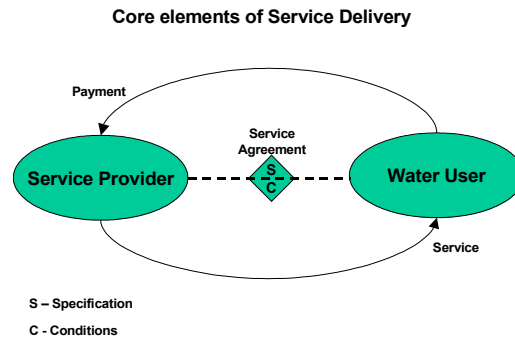 Core elements of Service Delivery
Payment
Service
Agreement
Service Provider
S
C
Water User
Service
S – Specification
C - Conditions